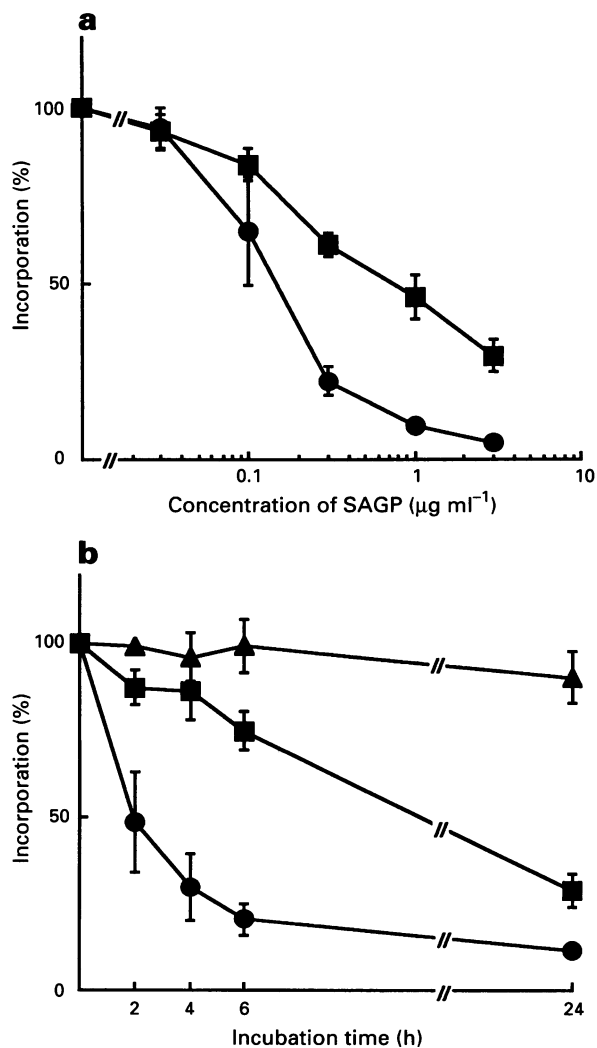 a
100
50
0
Incorporation (%)
0.1 1 10
Concentration of SAGP (μg ml⁻¹)
b
100
50
0
Incorporation (%)
2 4 6 24
Incubation time (h)